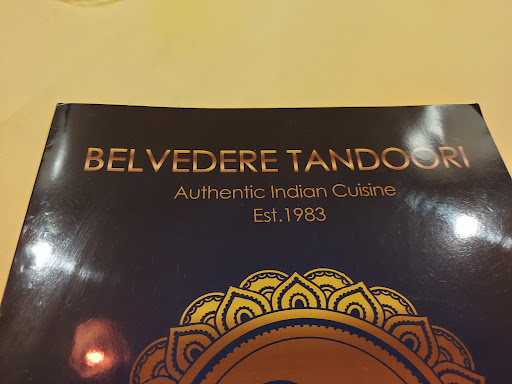 BELVEDERE TANDOORI
Authentic Indian Cuisine
Est.1983